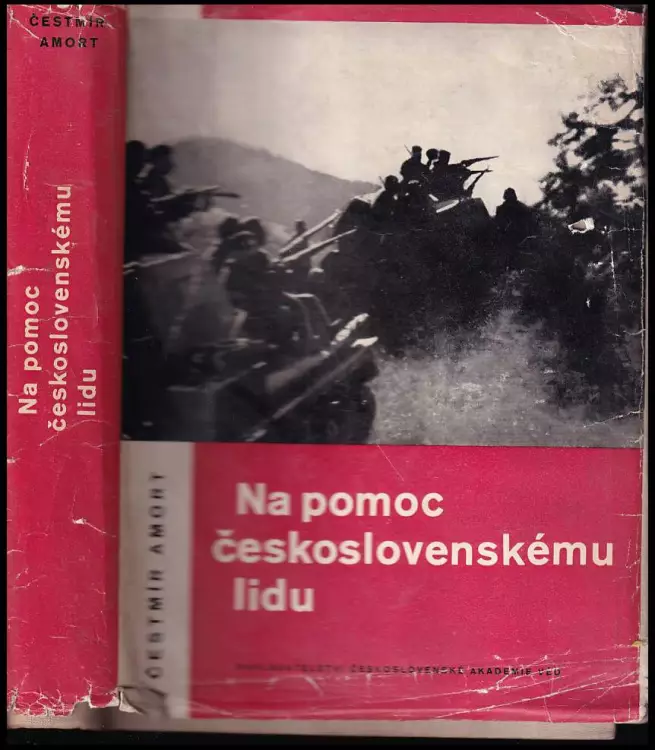 ČESTMÍR
AMORT
Na pomoc
československému
lidu
Na pomoc
československému
lidu
ČESTMÍR AMORT
NAKLADATELSTVÍ ČESKOSLOVENSKÉ AKADEMIE VĚD